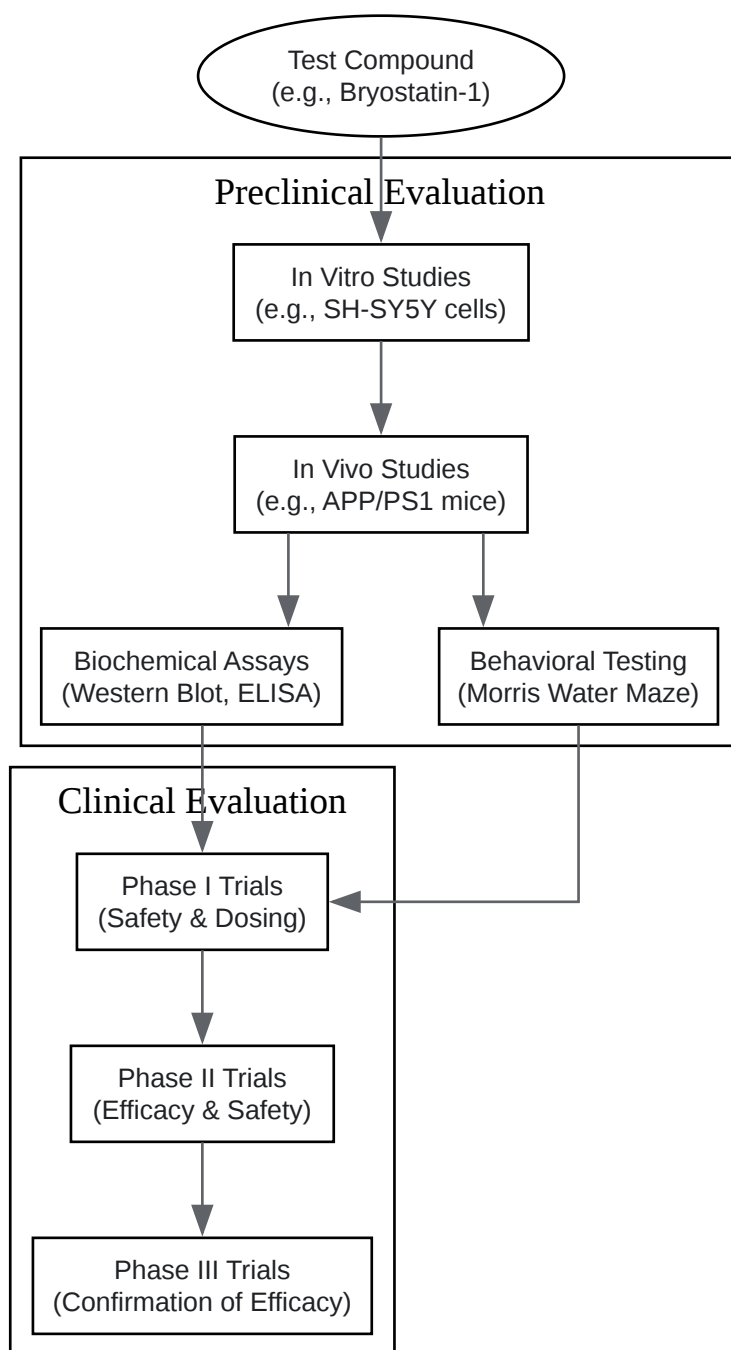 Test Compound
(e.g., Bryostatin-1)
Preclinical Evaluation
In Vitro Studies
(e.g., SH-SY5Y cells)
In Vivo Studies
(e.g., APP/PS1 mice)
Biochemical Assays
(Western Blot, ELISA)
Behavioral Testing
(Morris Water Maze)
Clinical Evaluation
Phase I Trials
(Safety & Dosing)
Phase II Trials
(Efficacy & Safety)
Phase III Trials
(Confirmation of Efficacy)